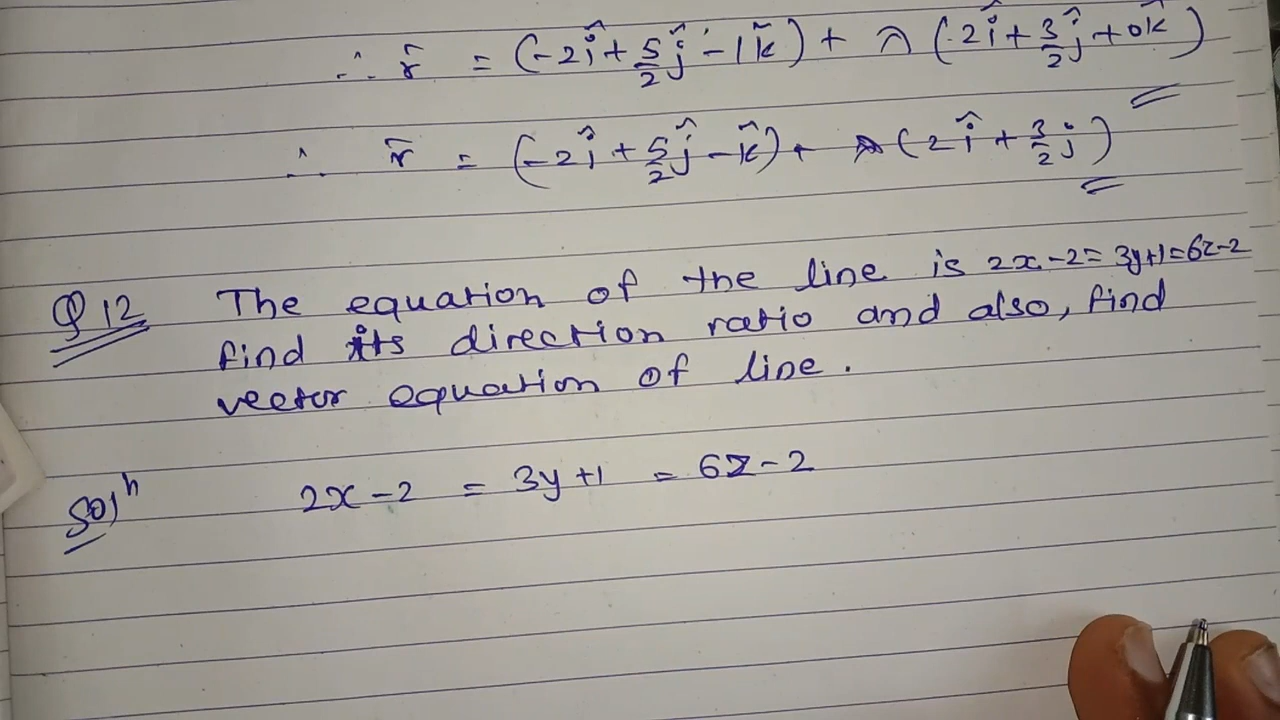 ∴ r̄ = (-2î + 5/2 ĵ - 1k̂) + λ (2î + 3/2 ĵ + 0k̂)
∴ r̄ = (-2î + 5/2 ĵ - k̂) + λ (2î + 3/2 j)
Q 12 The equation of the line is 2x-2 = 3y+1 = 6z-2
find its direction ratio and also, find
vector equation of line.
Solⁿ 2x - 2 = 3y + 1 = 6z - 2